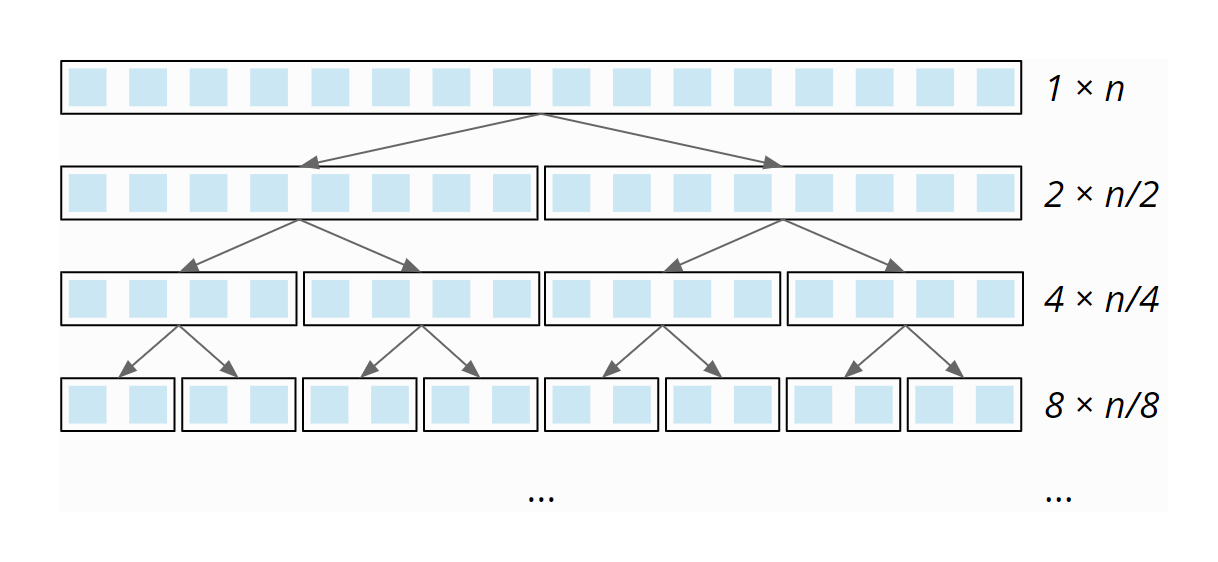 1 × n
2 × n/2
4 × n/4
8 × n/8
... ...